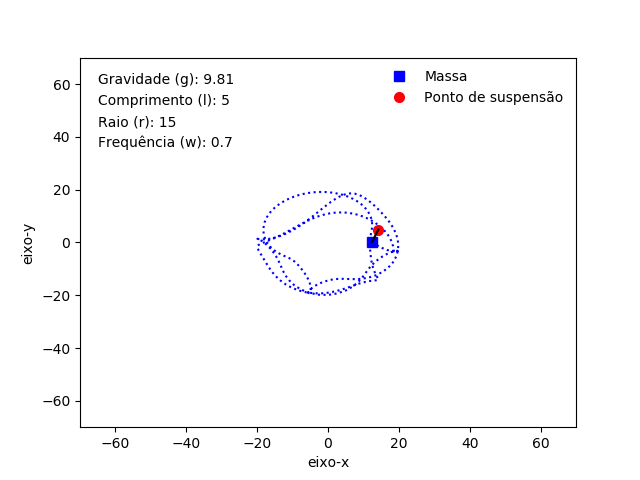 Gravidade (g): 9.81
Comprimento (l): 5
Raio (r): 15
Frequência (w): 0.7
Massa
Ponto de suspensão
60
40
20
0
−20
−40
−60
eixo-y
−60
−40
−20
0
20
40
60
eixo-x